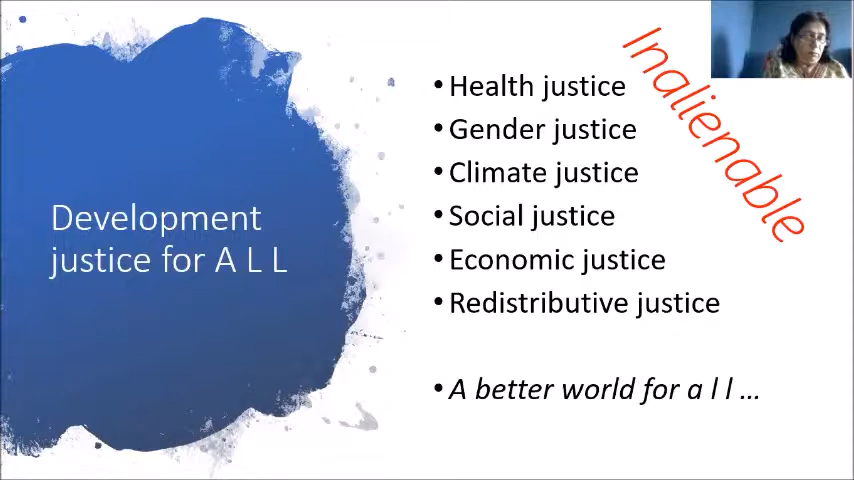 Development
justice for A L L
• Health justice
• Gender justice
• Climate justice
• Social justice
• Economic justice
• Redistributive justice
• A better world for a l l ...
Inalienable